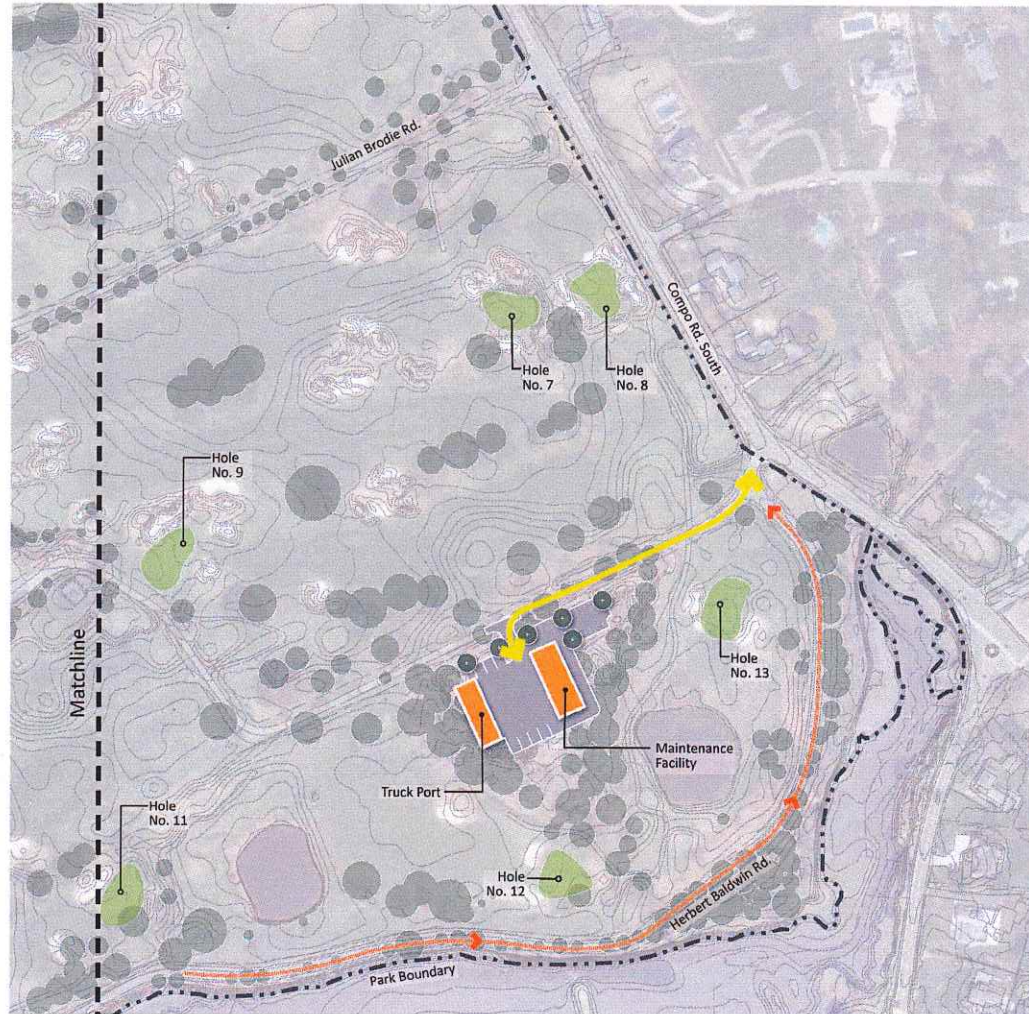 Julian Brodie Rd.
Compo Rd. South
Hole
No. 7
Hole
No. 8
Hole
No. 9
Matchline
Hole
No. 13
Maintenance
Facility
Truck Port
Hole
No. 11
Hole
No. 12
Herbert Baldwin Rd.
Park Boundary